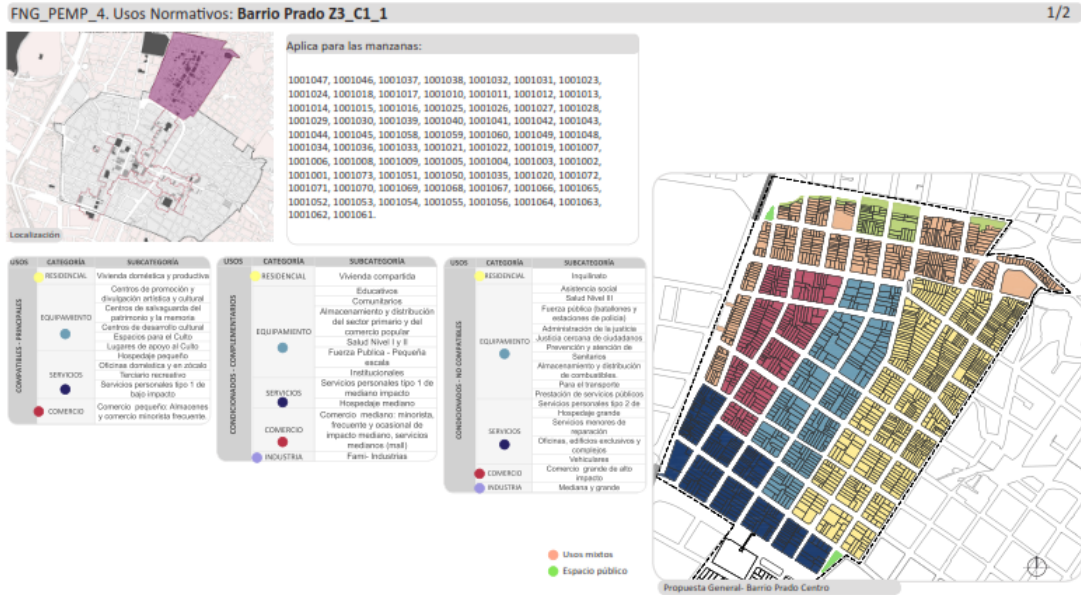 FNG_PEMP_4. Usos Normativos: Barrio Prado Z3_C1_1
1/2
Localización
Aplica para las manzanas:
1001047, 1001046, 1001037, 1001038, 1001032, 1001031, 1001023,
1001024, 1001018, 1001017, 1001010, 1001011, 1001012, 1001013,
1001014, 1001015, 1001016, 1001025, 1001026, 1001027, 1001028,
1001029, 1001030, 1001039, 1001040, 1001041, 1001042, 1001043,
1001044, 1001045, 1001058, 1001059, 1001060, 1001049, 1001048,
1001034, 1001036, 1001033, 1001021, 1001022, 1001019, 1001007,
1001006, 1001008, 1001009, 1001005, 1001004, 1001003, 1001002,
1001001, 1001073, 1001051, 1001050, 1001035, 1001020, 1001072,
1001071, 1001070, 1001069, 1001068, 1001067, 1001066, 1001065,
1001052, 1001053, 1001054, 1001055, 1001056, 1001064, 1001063,
1001062, 1001061.
USOS CATEGORÍA SUBCATEGORÍA
COMPATIBLES - PRINCIPALES
RESIDENCIAL
Vivienda doméstica y productiva
EQUIPAMIENTO
Centros de promoción y
divulgación artística y cultural
Centros de salvaguarda del
patrimonio y la memoria
Centros de desarrollo cultural
Espacios para el Culto
Lugares de apoyo al Culto
SERVICIOS
Hospedaje pequeño
Oficinas doméstica y en zócalo
Terciario recreativo
Servicios personales tipo 1 de
bajo impacto
COMERCIO
Comercio pequeño: Almacenes
y comercio minorista frecuente.
USOS CATEGORÍA SUBCATEGORÍA
CONDICIONADOS - COMPLEMENTARIOS
RESIDENCIAL
Vivienda compartida
EQUIPAMIENTO
Educativos
Comunitarios
Almacenamiento y distribución
del sector primario y del
comercio popular
Salud Nivel I y II
Fuerza Publica - Pequeña
escala
Institucionales
SERVICIOS
Servicios personales tipo 1 de
mediano impacto
Hospedaje mediano
COMERCIO
Comercio mediano: minorista,
frecuente y ocasional de
impacto mediano, servicios
medianos (mall)
INDUSTRIA
Fami- Industrias
USOS CATEGORÍA SUBCATEGORÍA
CONDICIONADOS - NO COMPATIBLES
RESIDENCIAL
Inquilinato
EQUIPAMIENTO
Asistencia social
Salud Nivel III
Fuerza pública (batallones y
estaciones de policía)
Administración de la justicia
Justicia cercana de ciudadanos
Prevención y atención de
Sanitarios
Almacenamiento y distribución
de combustibles.
Para el transporte
Prestación de servicios públicos
SERVICIOS
Servicios personales tipo 2 de
Hospedaje grande
Servicios menores de
reparación
Oficinas, edificios exclusivos y
complejos
Vehiculares
COMERCIO
Comercio grande de alto
impacto
INDUSTRIA
Mediana y grande
Usos mixtos
Espacio público
Propuesta General- Barrio Prado Centro